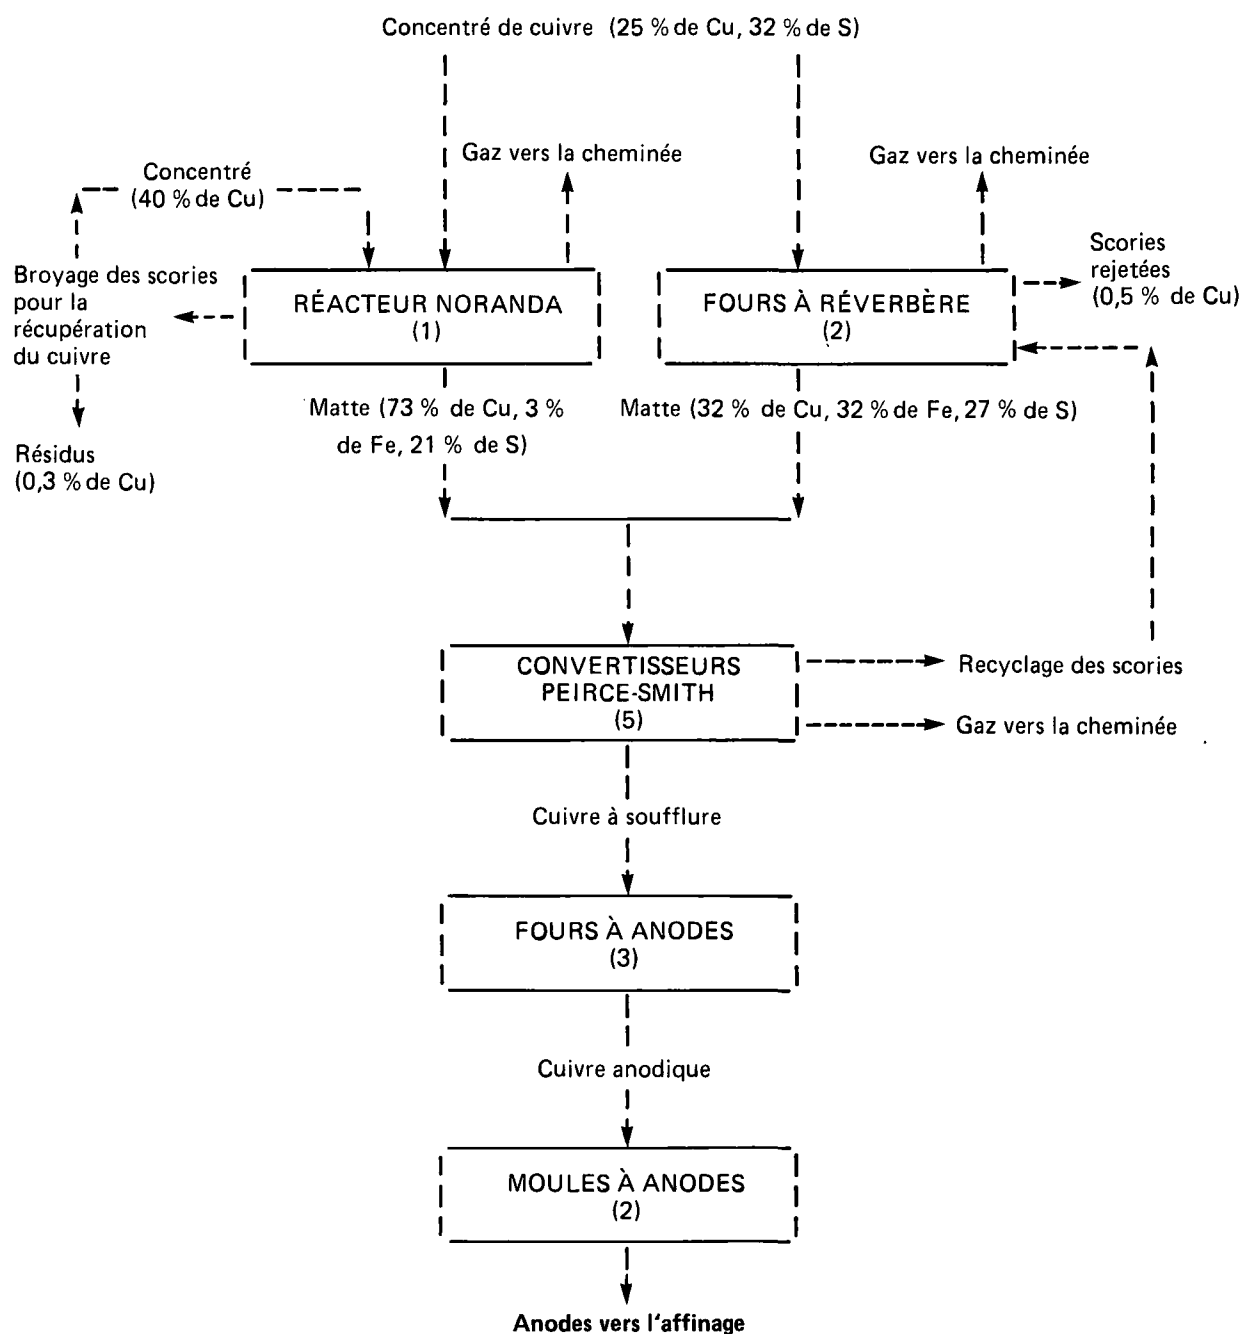 Concentré de cuivre (25 % de Cu, 32 % de S)
Gaz vers la cheminée
Gaz vers la cheminée
Concentré
(40 % de Cu)
Scories
rejetées
(0,5 % de Cu)
Broyage des scories
pour la
récupération
du cuivre
RÉACTEUR NORANDA
(1)
FOURS À RÉVERBÈRE
(2)
Matte (73 % de Cu, 3 %
de Fe, 21 % de S)
Matte (32 % de Cu, 32 % de Fe, 27 % de S)
Résidus
(0,3 % de Cu)
CONVERTISSEURS
PEIRCE-SMITH
(5)
Recyclage des scories
Gaz vers la cheminée
Cuivre à soufflure
FOURS À ANODES
(3)
Cuivre anodique
MOULES À ANODES
(2)
Anodes vers l'affinage